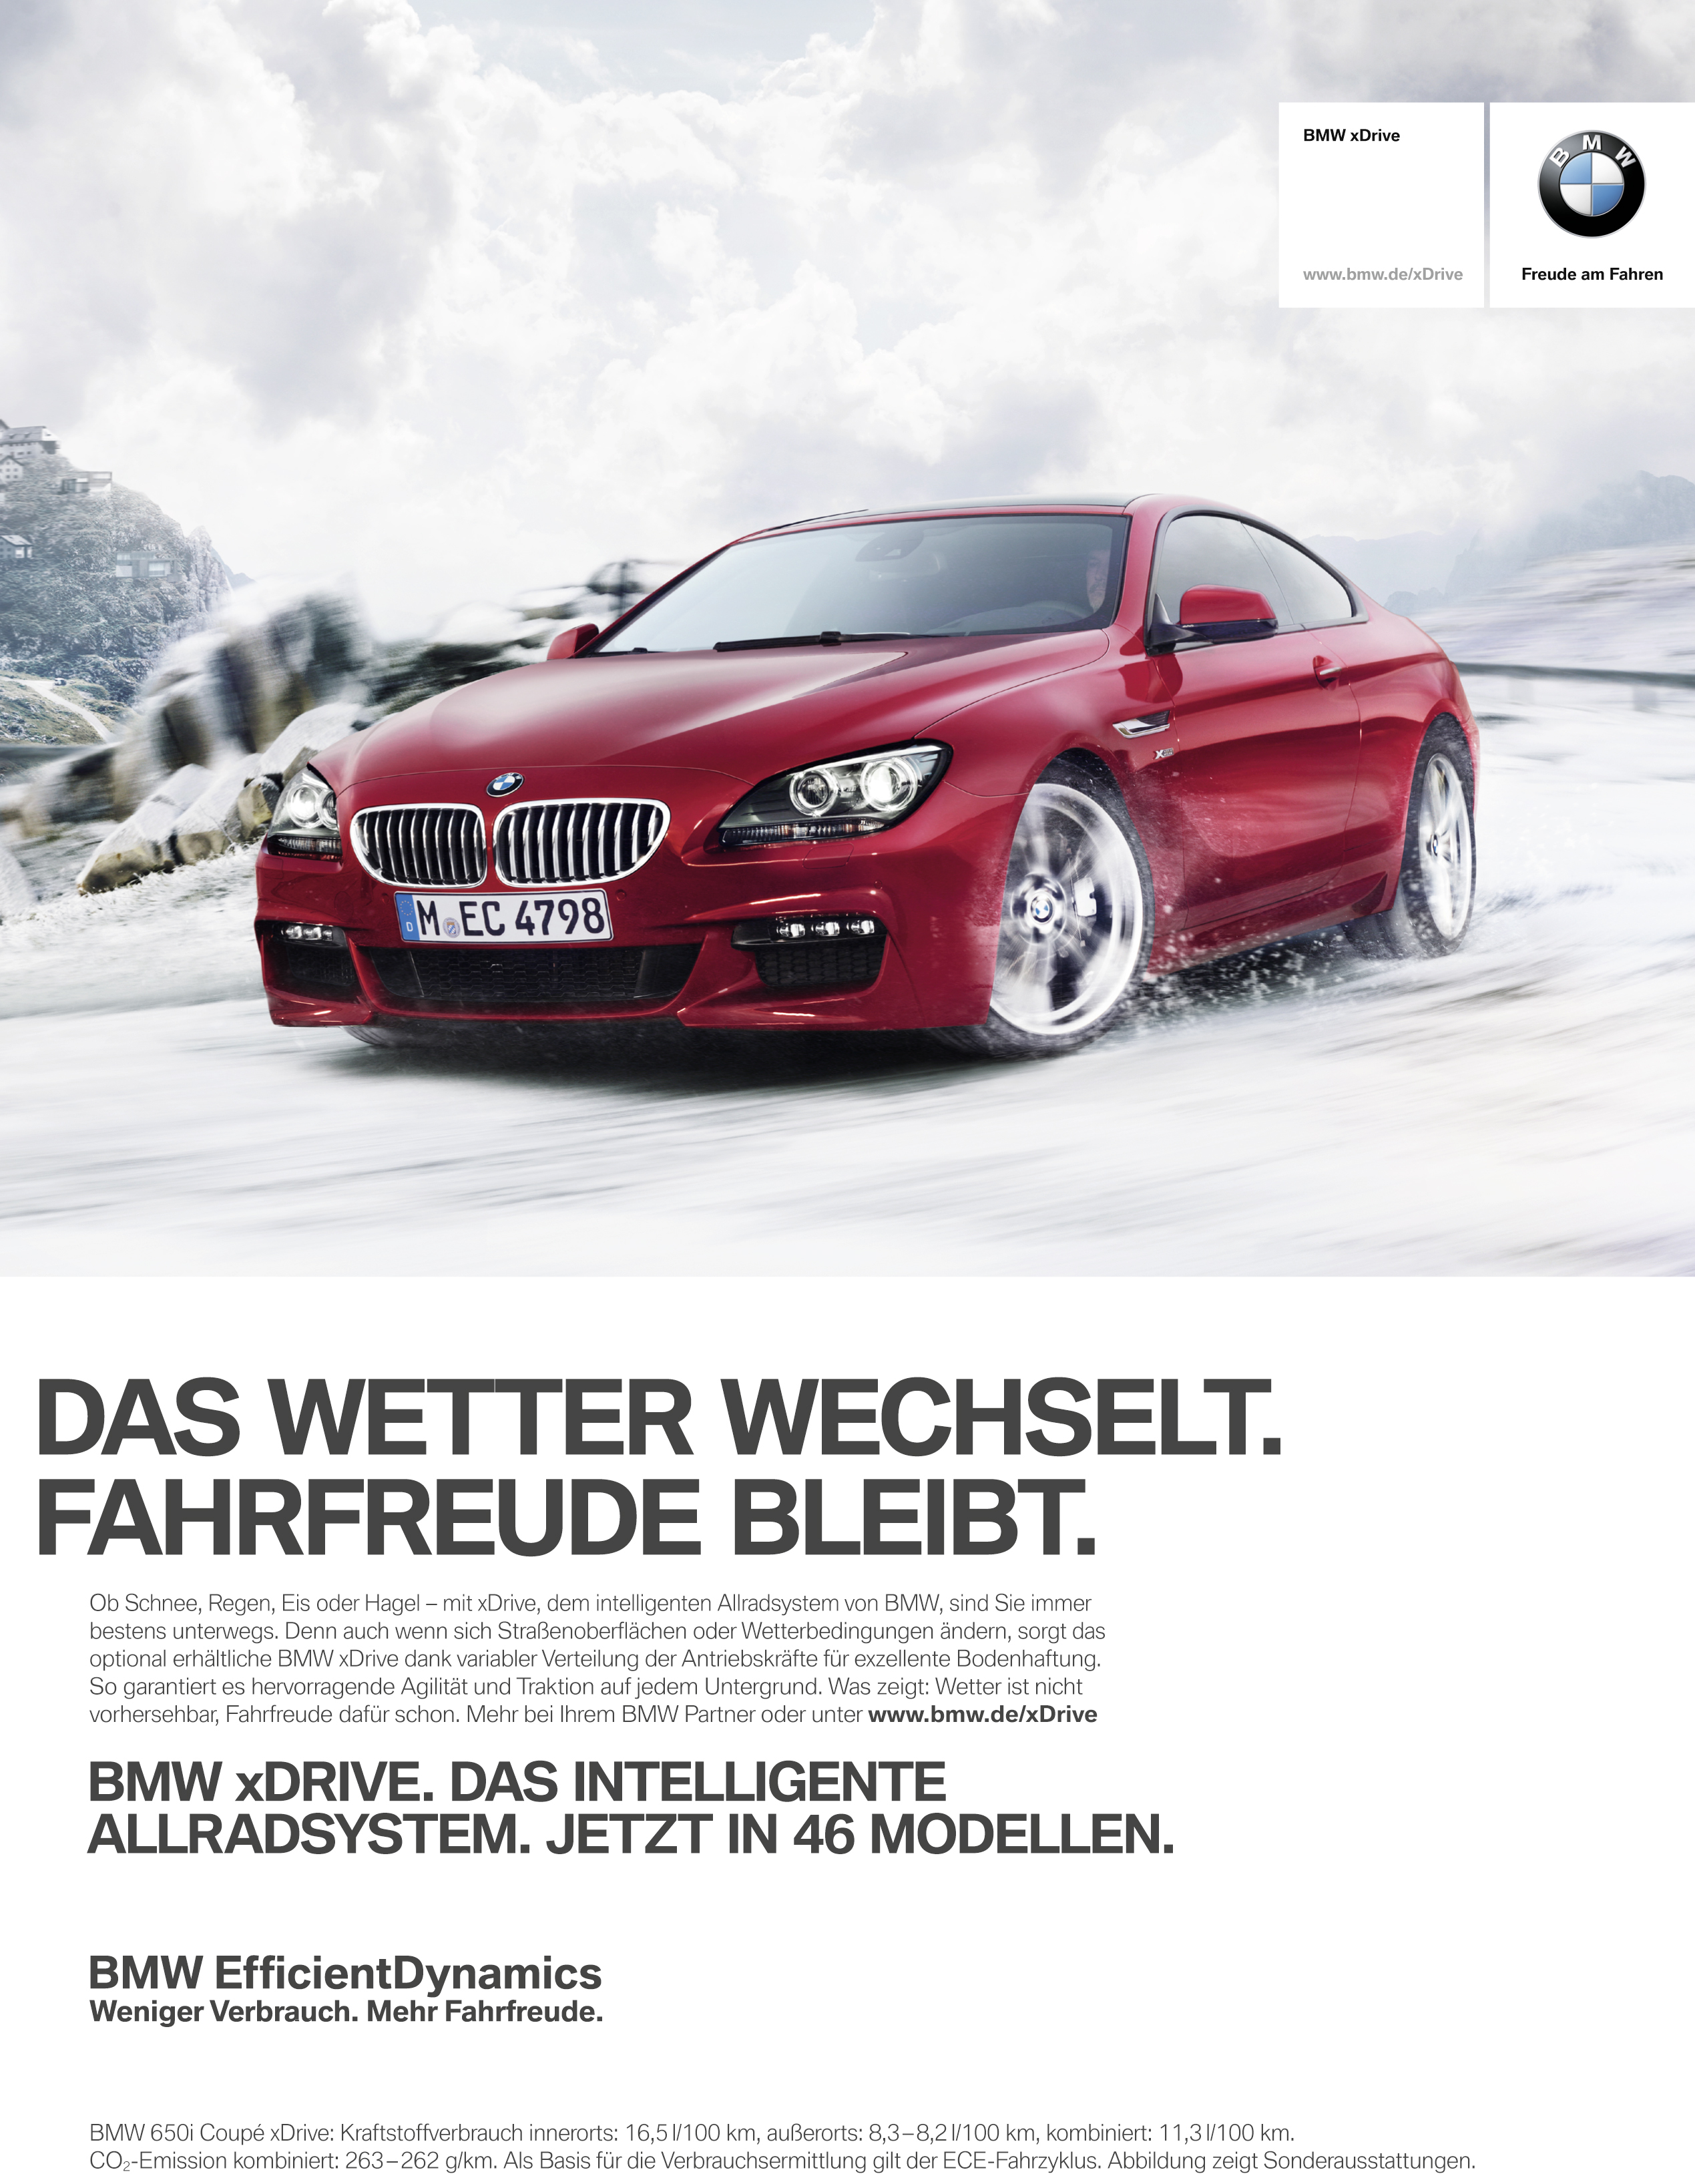 BMW xDrive
www.bmw.de/xDrive
BMW
Freude am Fahren
M EC 4798
D
DAS WETTER WECHSELT.
FAHRFREUDE BLEIBT.
Ob Schnee, Regen, Eis oder Hagel – mit xDrive, dem intelligenten Allradsystem von BMW, sind Sie immer
bestens unterwegs. Denn auch wenn sich Straßenoberflächen oder Wetterbedingungen ändern, sorgt das
optional erhältliche BMW xDrive dank variabler Verteilung der Antriebskräfte für exzellente Bodenhaftung.
So garantiert es hervorragende Agilität und Traktion auf jedem Untergrund. Was zeigt: Wetter ist nicht
vorhersehbar, Fahrfreude dafür schon. Mehr bei Ihrem BMW Partner oder unter www.bmw.de/xDrive
BMW xDRIVE. DAS INTELLIGENTE
ALLRADSYSTEM. JETZT IN 46 MODELLEN.
BMW EfficientDynamics
Weniger Verbrauch. Mehr Fahrfreude.
BMW 650i Coupé xDrive: Kraftstoffverbrauch innerorts: 16,5 l/100 km, außerorts: 8,3–8,2 l/100 km, kombiniert: 11,3 l/100 km.
CO₂-Emission kombiniert: 263–262 g/km. Als Basis für die Verbrauchsermittlung gilt der ECE-Fahrzyklus. Abbildung zeigt Sonderausstattungen.